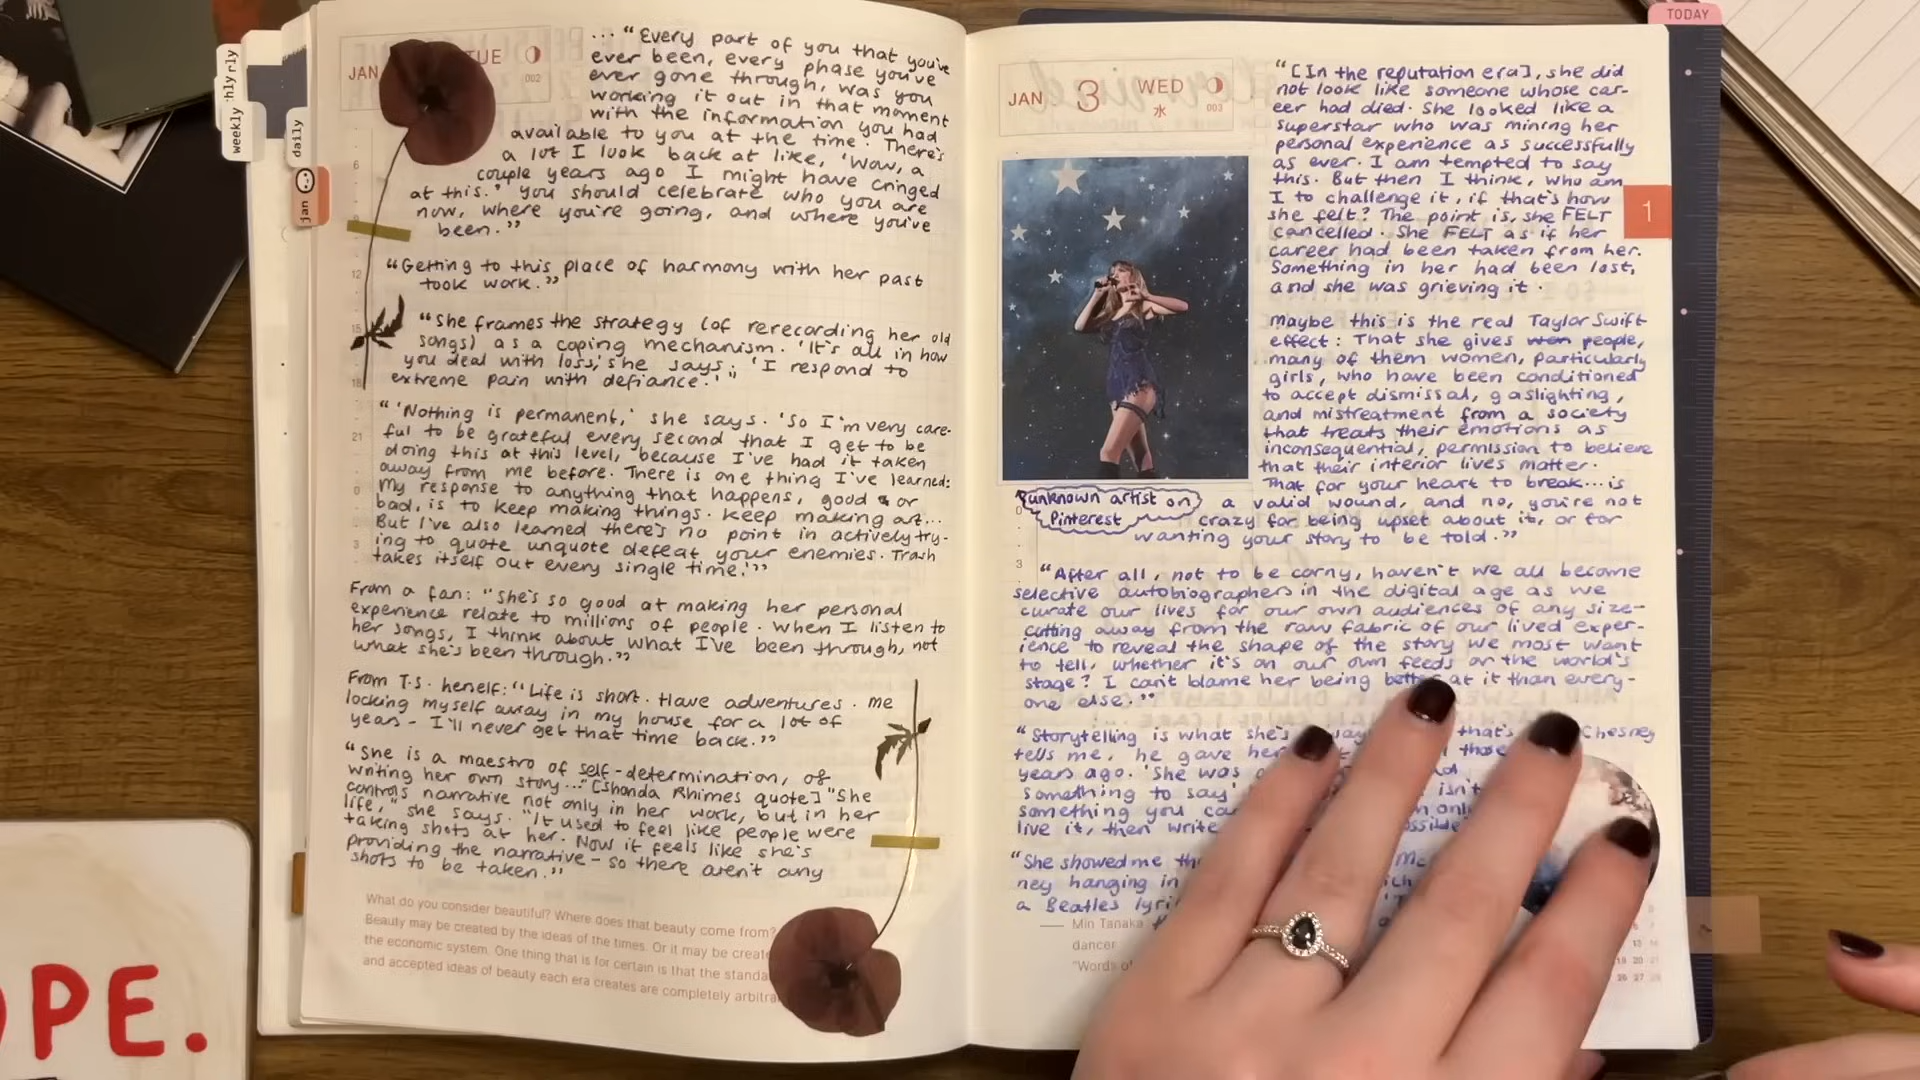 weekly
daily
jan
JAN
TUE
002
... "Every part of you that you've
ever been, every phase you've
ever gone through, was you
working it out in that moment
with the information you had
available to you at the time. There's
a lot I look back at like, 'Wow, a
couple years ago I might have cringed
at this.' You should celebrate who you are
now, where you're going, and where you've
been."
"Getting to this place of harmony with her past
took work."
"She frames the strategy (of rerecording her old
songs) as a coping mechanism. 'It's all in how
you deal with loss,' she says. 'I respond to
extreme pain with defiance.'"
"'Nothing is permanent,' she says. 'So I'm very care-
ful to be grateful every second that I get to be
doing this at this level, because I've had it taken
away from me before. There is one thing I've learned:
My response to anything that happens, good or
bad, is to keep making things. Keep making art...
But I've also learned there's no point in actively try-
ing to quote unquote defeat your enemies. Trash
takes itself out every single time.'"
From a fan: "She's so good at making her personal
experience relate to millions of people. When I listen to
her songs, I think about what I've been through, not
what she's been through."
From T.S. herself: "Life is short. Have adventures. Me
locking myself away in my house for a lot of
years - I'll never get that time back."
"She is a maestro of self-determination, of
writing her own story..." [Shonda Rhimes quote] "She
controls narrative not only in her work, but in her
life," she says. "It used to feel like people were
taking shots at her. Now it feels like she's
providing the narrative - so there aren't any
shots to be taken."
What do you consider beautiful? Where does that beauty come from?
Beauty may be created by the ideas of the times. Or it may be create
the economic system. One thing that is for certain is that the standa
and accepted ideas of beauty each era creates are completely arbitra
TODAY
JAN 3 WED
水
003
1
"[In the reputation era], she did
not look like someone whose car-
eer had died. She looked like a
superstar who was mining her
personal experience as successfully
as ever. I am tempted to say
this. But then I think, who am
I to challenge it, if that's how
she felt? The point is, she FELT
cancelled. She FELT as if her
career had been taken from her.
Something in her had been lost,
and she was grieving it.
Maybe this is the real Taylor Swift
effect: That she gives people,
many of them women, particularly
girls, who have been conditioned
to accept dismissal, gaslighting,
and mistreatment from a society
that treats their emotions as
inconsequential, permission to believe
that their interior lives matter.
That for your heart to break... is
a valid wound, and no, you're not
crazy for being upset about it, or for
wanting your story to be told."
unknown artist on
Pinterest
"After all, not to be corny, haven't we all become
selective autobiographers in the digital age as we
curate our lives for our own audiences of any size-
cutting away from the raw fabric of our lived exper-
ience to reveal the shape of the story we most want
to tell, whether it's on our own feeds or the world's
stage? I can't blame her being better at it than every-
one else."
"Storytelling is what she's that's Chesney
tells me, he gave her those
years ago. 'She was
something to say' isn't
something you can only
live it, then write
"She showed me
ney hanging in
a Beatles
Min Tanaka
dancer
"Words of
PE.